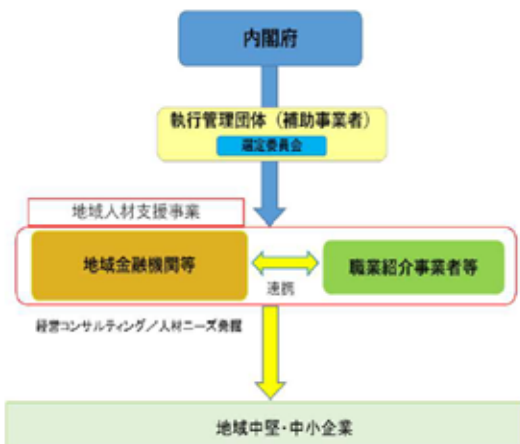 内閣府
執行管理団体（補助事業者）
選定委員会
地域人材支援事業
地域金融機関等
職業紹介事業者等
連携
経営コンサルティング／人材ニーズ発掘
地域中堅・中小企業